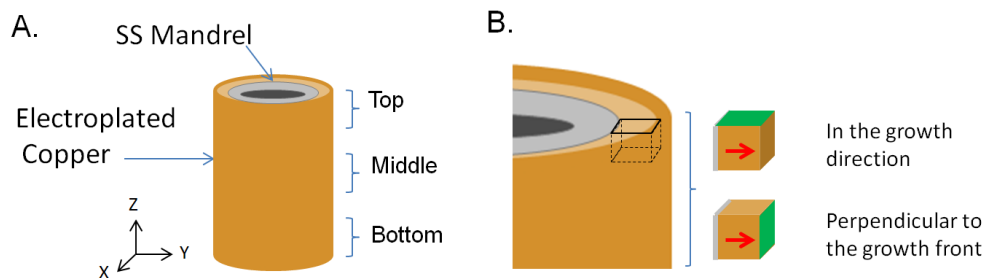 A.
SS Mandrel
Electroplated
Copper
Top
Middle
Bottom
Z
Y
X
B.
In the growth
direction
Perpendicular to
the growth front